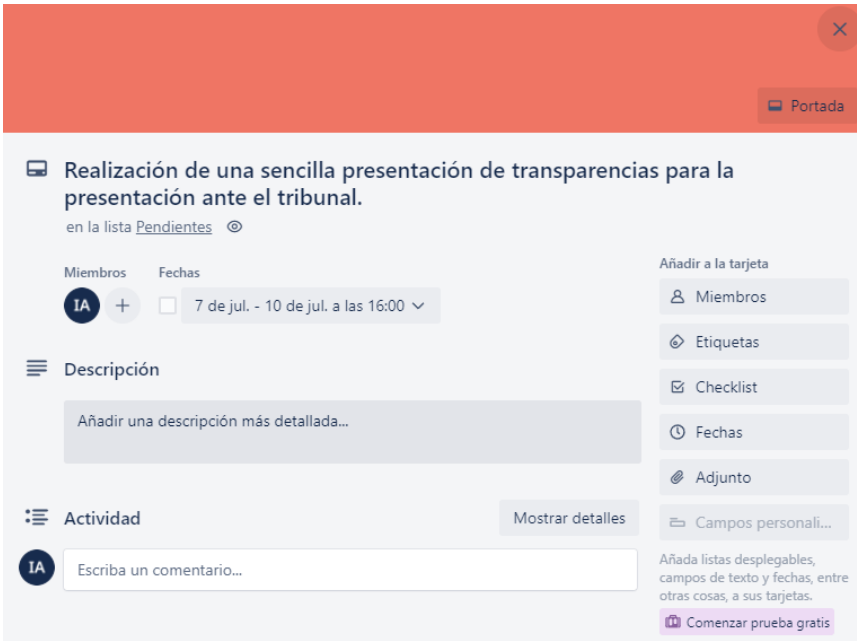 Portada
Realización de una sencilla presentación de transparencias para la
presentación ante el tribunal.
en la lista Pendientes
Miembros
Fechas
IA
7 de jul. - 10 de jul. a las 16:00
Descripción
Añadir una descripción más detallada...
Actividad
Mostrar detalles
IA
Escriba un comentario...
Añadir a la tarjeta
Miembros
Etiquetas
Checklist
Fechas
Adjunto
Campos personali...
Añada listas desplegables,
campos de texto y fechas, entre
otras cosas, a sus tarjetas.
Comenzar prueba gratis